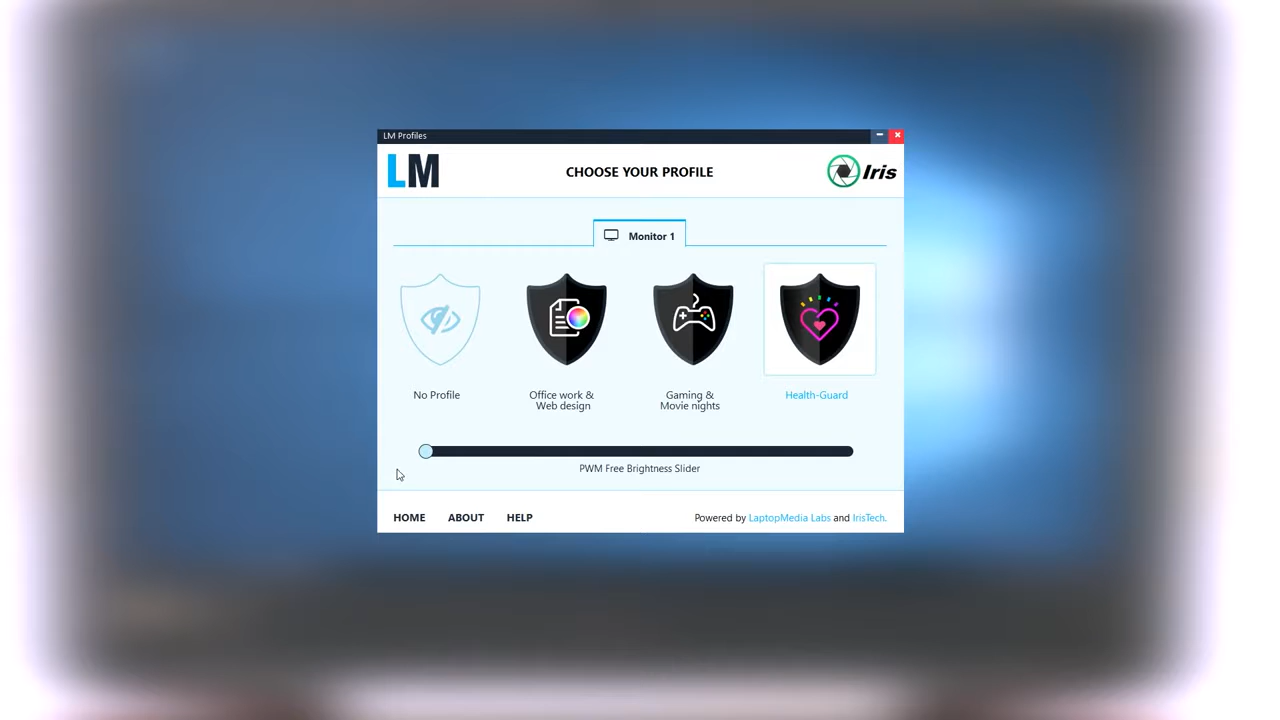 LM Profiles
LM
CHOOSE YOUR PROFILE
Iris
Monitor 1
No Profile
Office work &
Web design
Gaming &
Movie nights
Health-Guard
PWM Free Brightness Slider
HOME
ABOUT
HELP
Powered by LaptopMedia Labs and IrisTech.